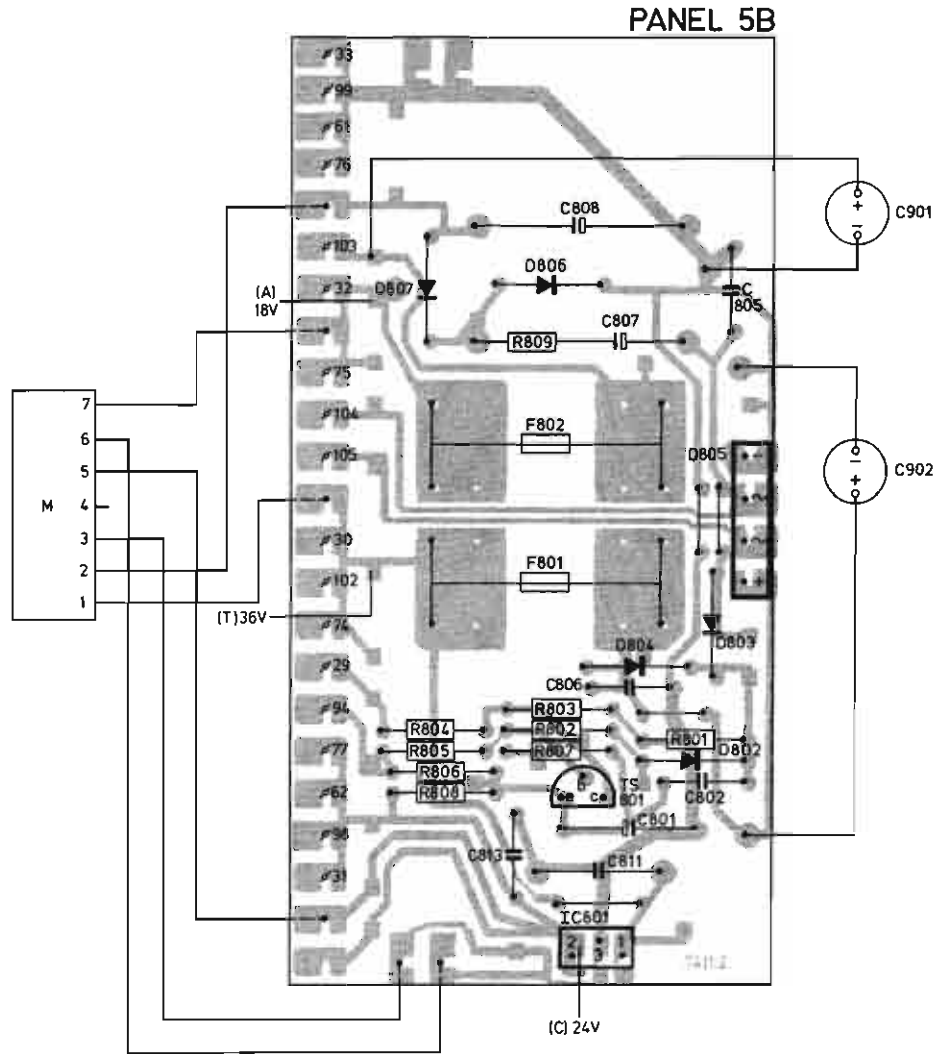 PANEL 5B
33
99
61
76
103
32
75
104
105
30
102
74
29
94
77
62
98
31
C808
C901
+
−
D807
D806
(A)
18V
C
805
C807
R809
7
6
5
4
3
2
1
M
F802
D805
−
~
~
+
−
+
C902
F801
(T)36V
D803
D804
C806
R803
R804
R802
R801
R805
R807
D802
R806
R808
b
e
c
TS
801
C802
C801
C813
C811
IC801
2
3
1
(C) 24V